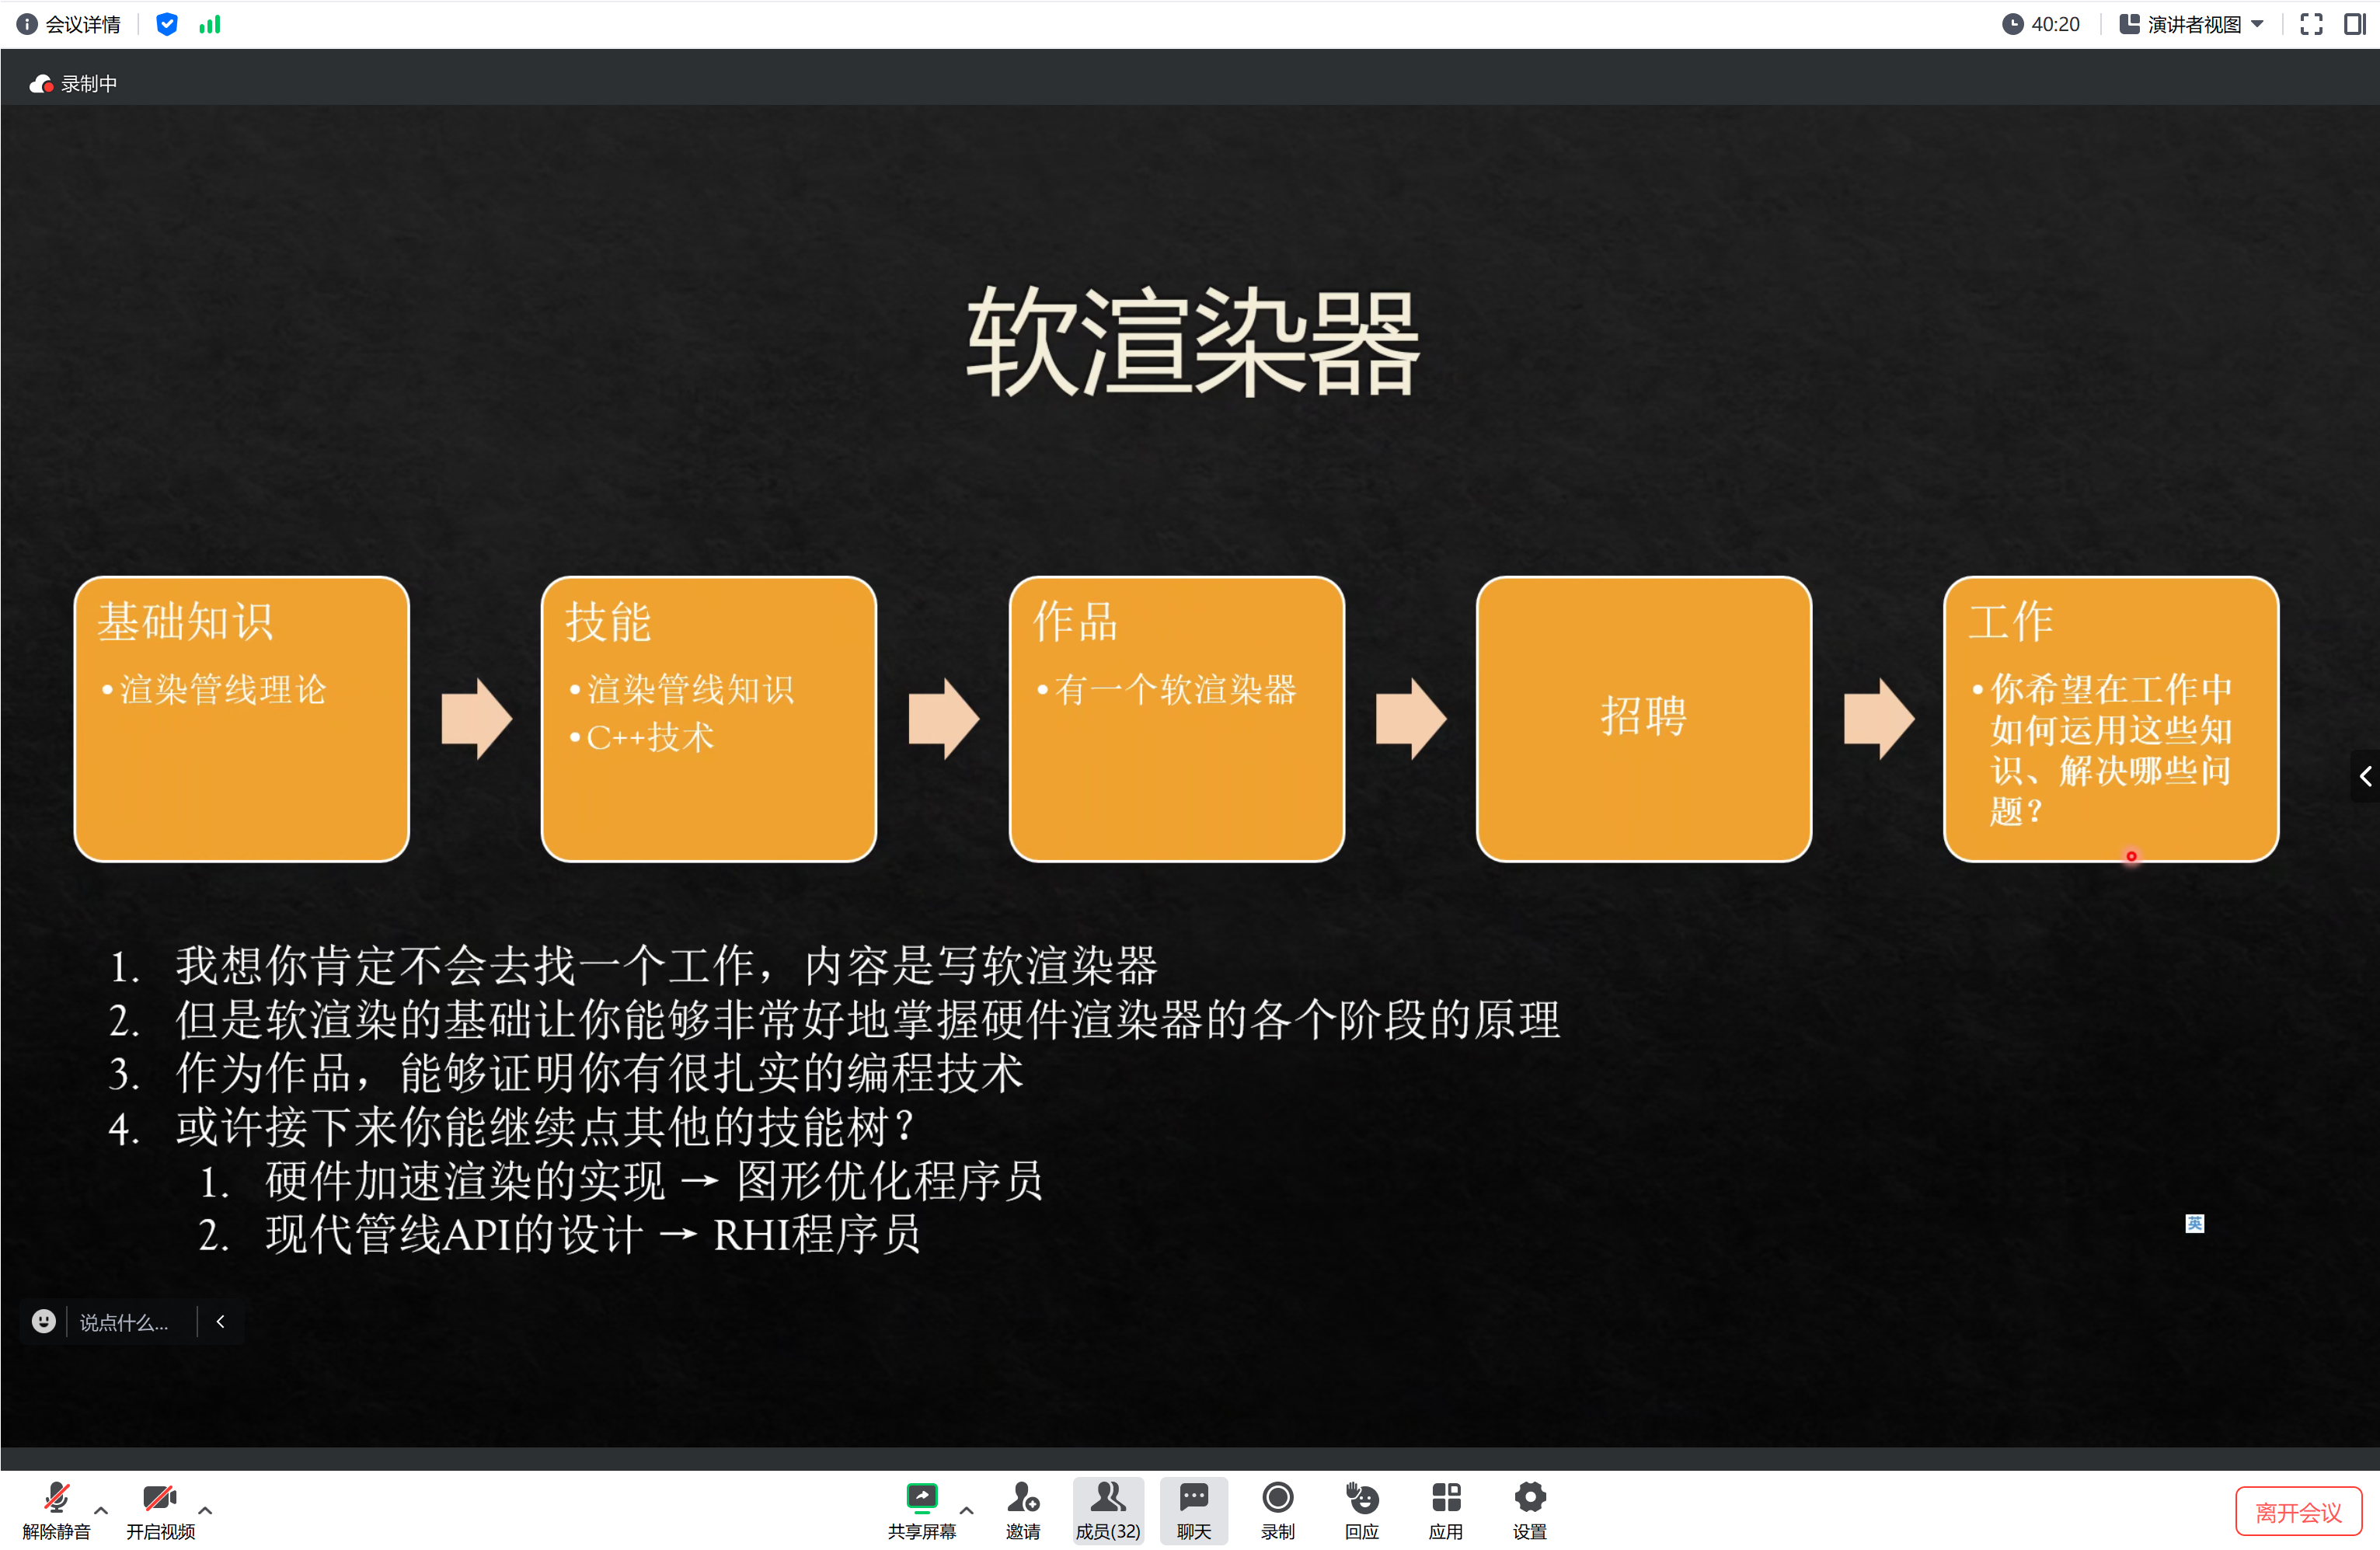 会议详情
40:20
演讲者视图
录制中
软渲染器
基础知识
•渲染管线理论
技能
•渲染管线知识
•C++技术
作品
•有一个软渲染器
招聘
工作
•你希望在工作中
如何运用这些知
识、解决哪些问
题？
1. 我想你肯定不会去找一个工作，内容是写软渲染器
2. 但是软渲染的基础让你能够非常好地掌握硬件渲染器的各个阶段的原理
3. 作为作品，能够证明你有很扎实的编程技术
4. 或许接下来你能继续点其他的技能树？
1. 硬件加速渲染的实现 → 图形优化程序员
2. 现代管线API的设计 → RHI程序员
英
说点什么...
解除静音
开启视频
共享屏幕
邀请
成员(32)
聊天
录制
回应
应用
设置
离开会议